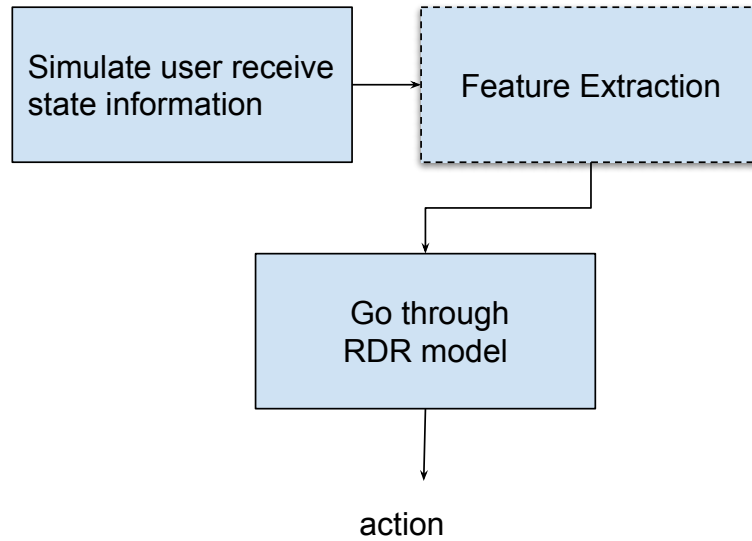 Simulate user receive
state information
Feature Extraction
Go through
RDR model
action